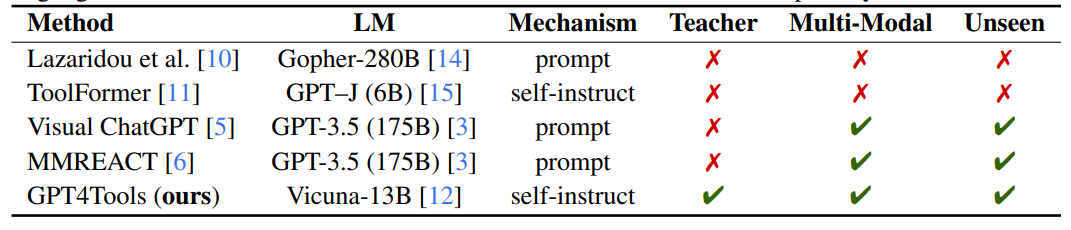 Method LM Mechanism Teacher Multi-Modal Unseen
Lazaridou et al. [10] Gopher-280B [14] prompt ✗ ✗ ✗
ToolFormer [11] GPT–J (6B) [15] self-instruct ✗ ✗ ✗
Visual ChatGPT [5] GPT-3.5 (175B) [3] prompt ✗ ✔ ✔
MMREACT [6] GPT-3.5 (175B) [3] prompt ✗ ✔ ✔
GPT4Tools (ours) Vicuna-13B [12] self-instruct ✔ ✔ ✔